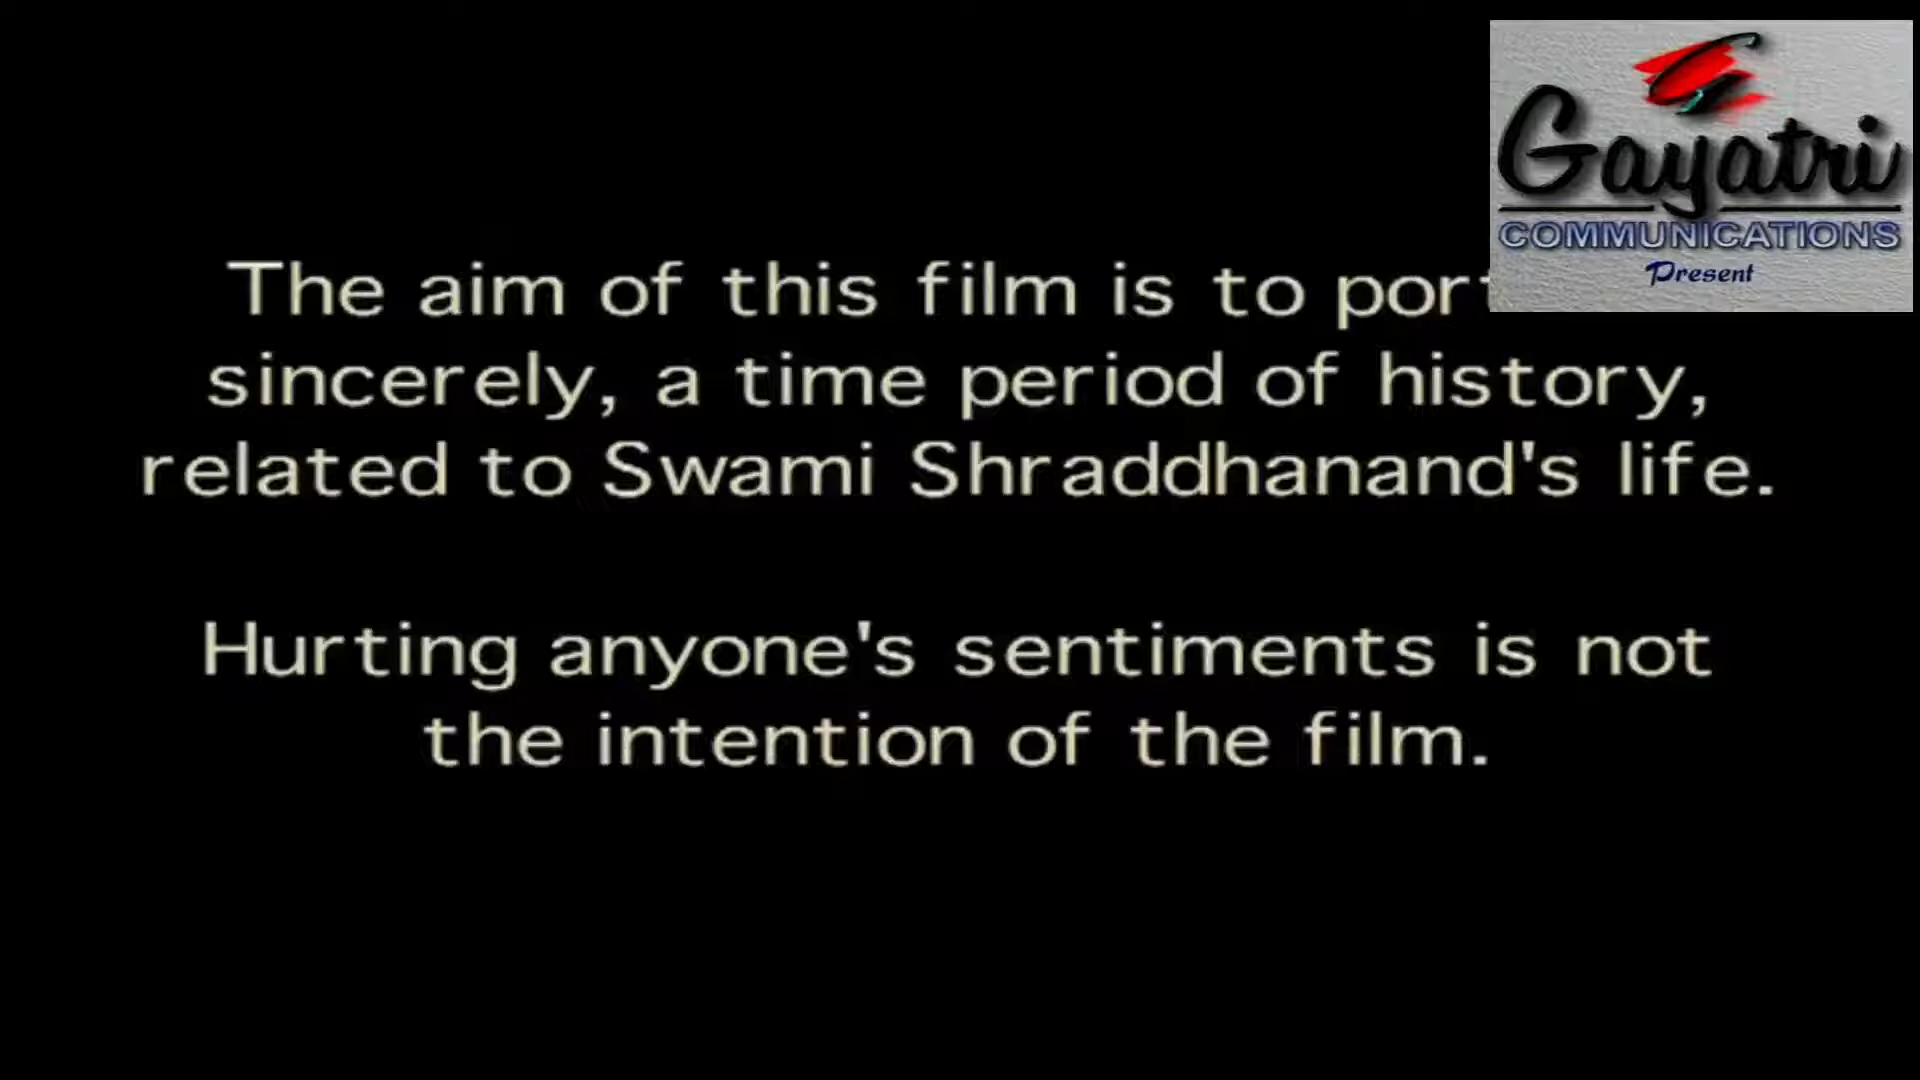 Gayatri
COMMUNICATIONS
Present
The aim of this film is to
sincerely, a time period of history,
related to Swami Shraddhanand's life.
Hurting anyone's sentiments is not
the intention of the film.